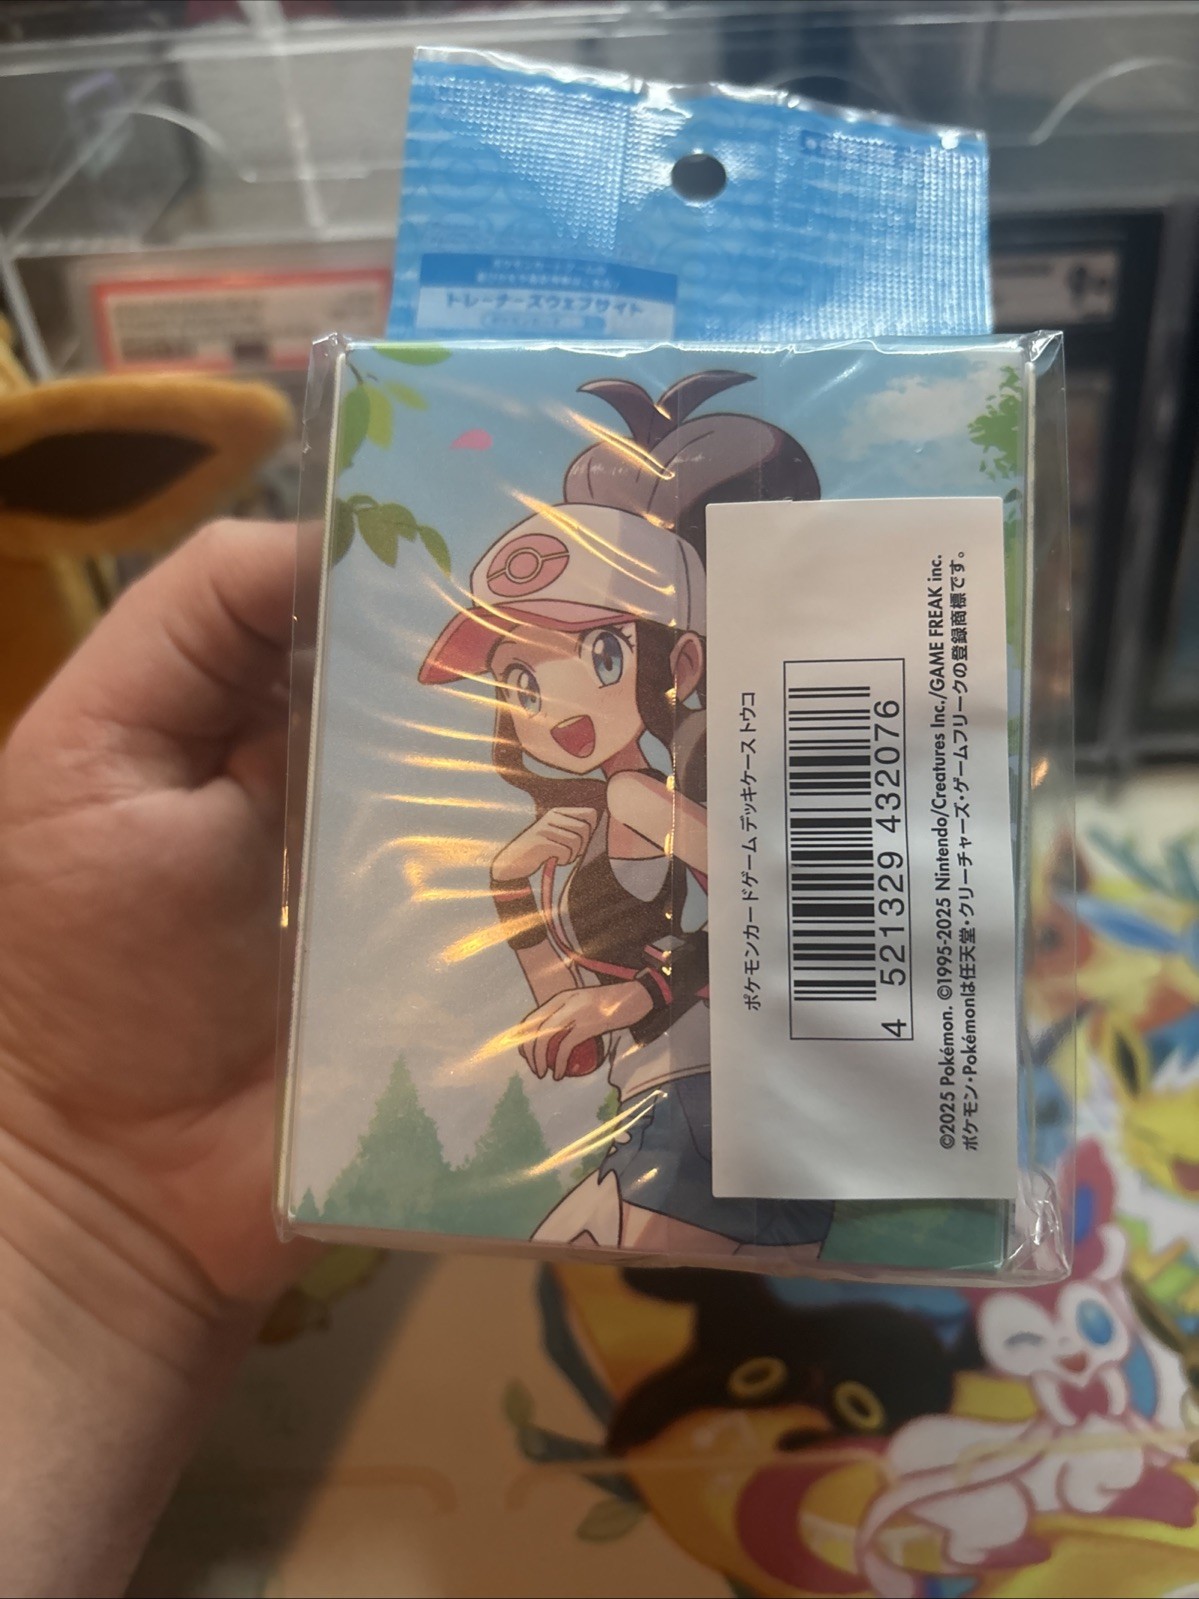 トレーナーズウェブサイト
ポケモンカードゲーム デッキケース トウコ
4 521329 432076
©2025 Pokémon. ©1995-2025 Nintendo/Creatures Inc./GAME FREAK inc.
ポケモン・Pokémonは任天堂・クリーチャーズ・ゲームフリークの登録商標です。